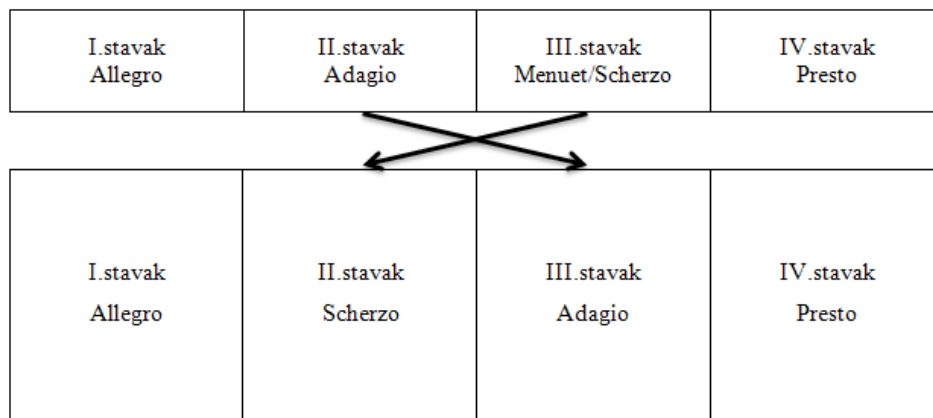 I.stavak
Allegro
II.stavak
Adagio
III.stavak
Menuet/Scherzo
IV.stavak
Presto
I.stavak
Allegro
II.stavak
Scherzo
III.stavak
Adagio
IV.stavak
Presto